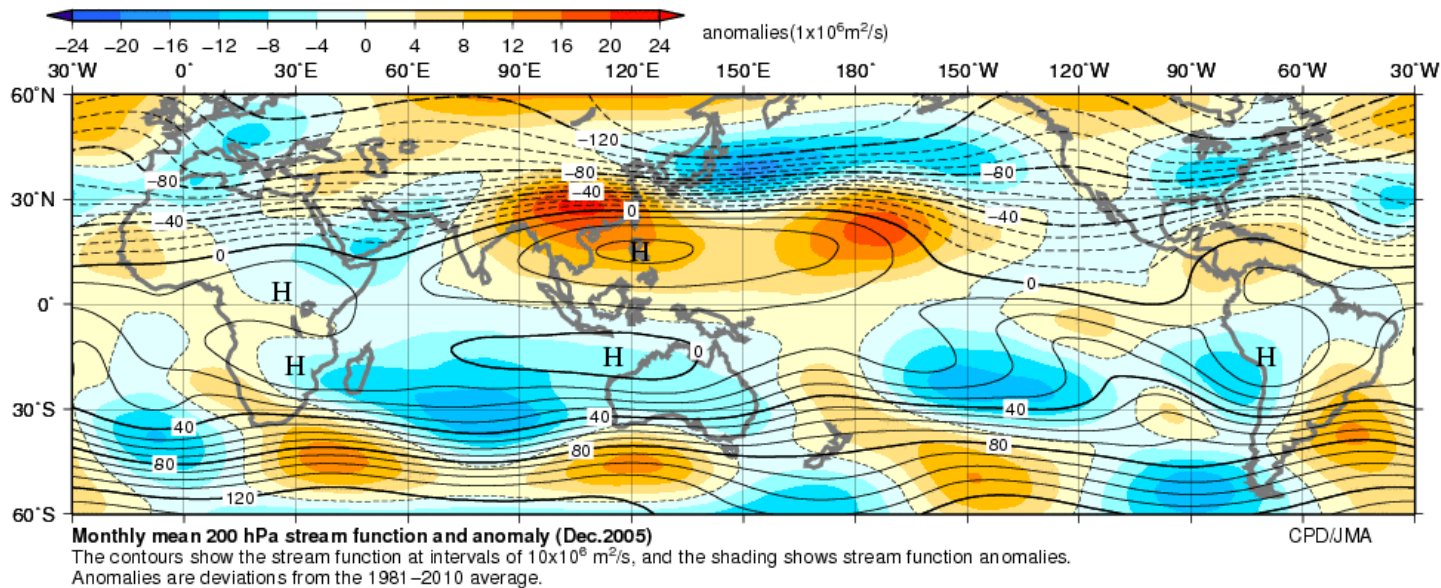 anomalies(1x10⁶m²/s)
−24 −20 −16 −12 −8 −4 0 4 8 12 16 20 24
30°W 0° 30°E 60°E 90°E 120°E 150°E 180° 150°W 120°W 90°W 60°W 30°W
60°N
−120
−80 −80 −80
−40
30°N
−40 0 −40
H
0 0
H
0°
H H 0 H
30°S
40 40 40
80 80 80
120
60°S
Monthly mean 200 hPa stream function and anomaly (Dec.2005) CPD/JMA
The contours show the stream function at intervals of 10x10⁶ m²/s, and the shading shows stream function anomalies.
Anomalies are deviations from the 1981−2010 average.